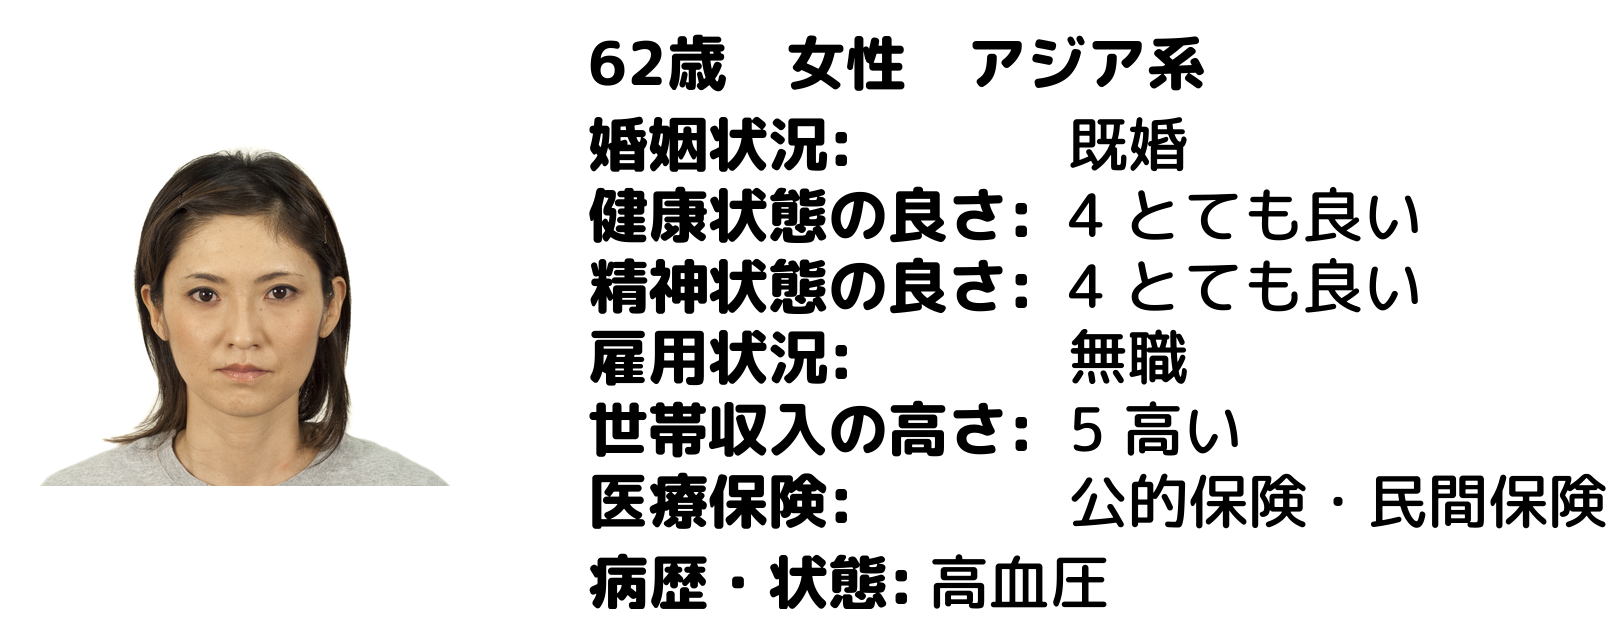 62歳　女性　アジア系
婚姻状況: 既婚
健康状態の良さ: 4 とても良い
精神状態の良さ: 4 とても良い
雇用状況: 無職
世帯収入の高さ: 5 高い
医療保険: 公的保険・民間保険
病歴・状態: 高血圧